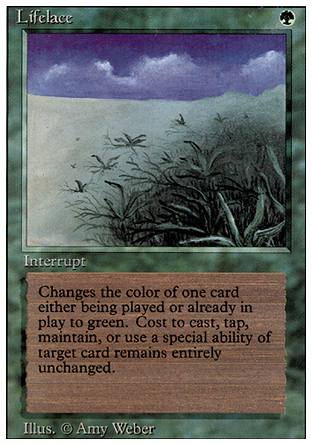 Lifelace
Interrupt
Changes the color of one card
either being played or already in
play to green. Cost to cast, tap,
maintain, or use a special ability of
target card remains entirely
unchanged.
Illus. © Amy Weber